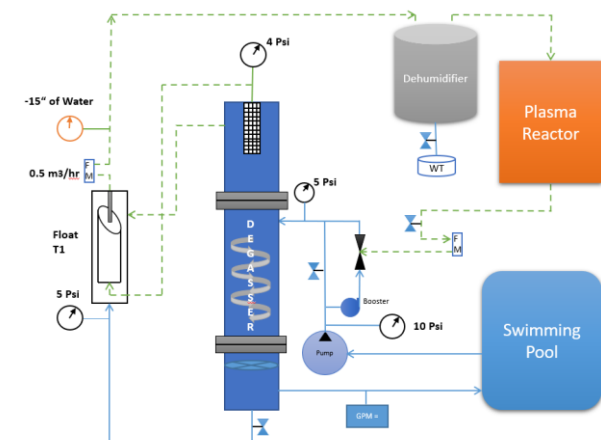 4 Psi
Dehumidifier
Plasma
Reactor
-15" of Water
0.5 m3/hr
F
M
WT
5 Psi
F
M
Float
T1
DEGASSER
5 Psi
Booster
10 Psi
Pump
Swimming
Pool
GPM =